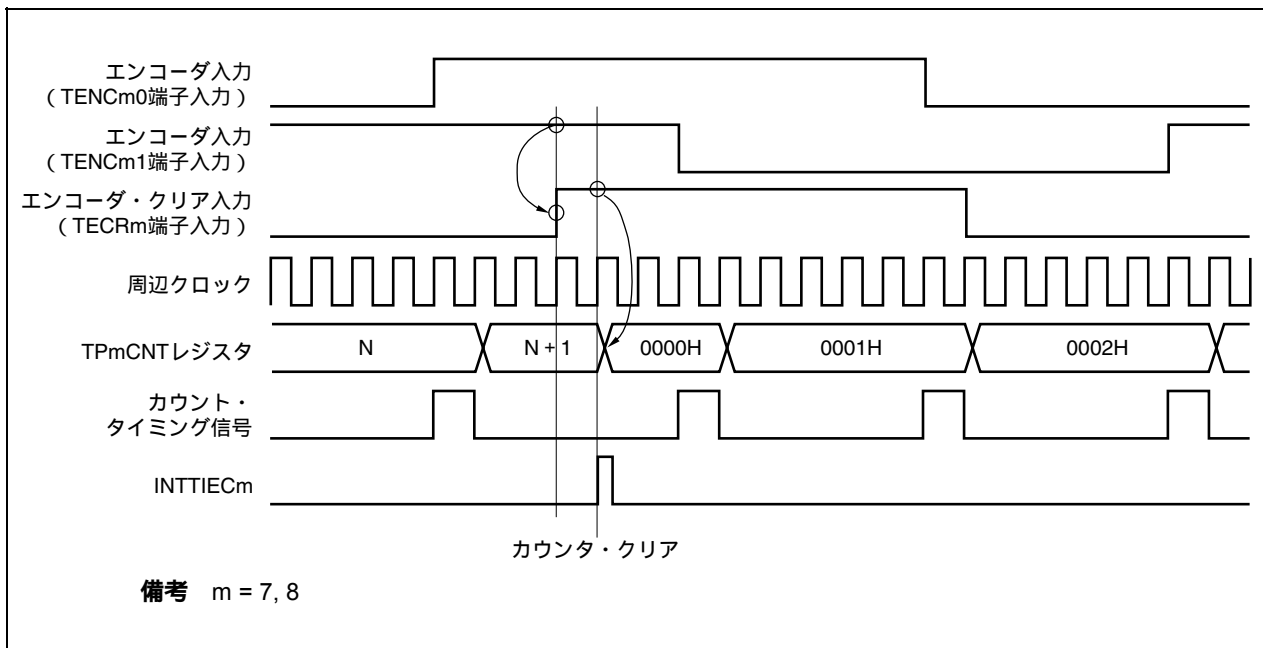 エンコーダ入力
（TENCm0端子入力）
エンコーダ入力
（TENCm1端子入力）
エンコーダ・クリア入力
（TECRm端子入力）
周辺クロック
TPmCNTレジスタ
N
N + 1
0000H
0001H
0002H
カウント・
タイミング信号
INTTIECm
カウンタ・クリア
備考 m = 7, 8